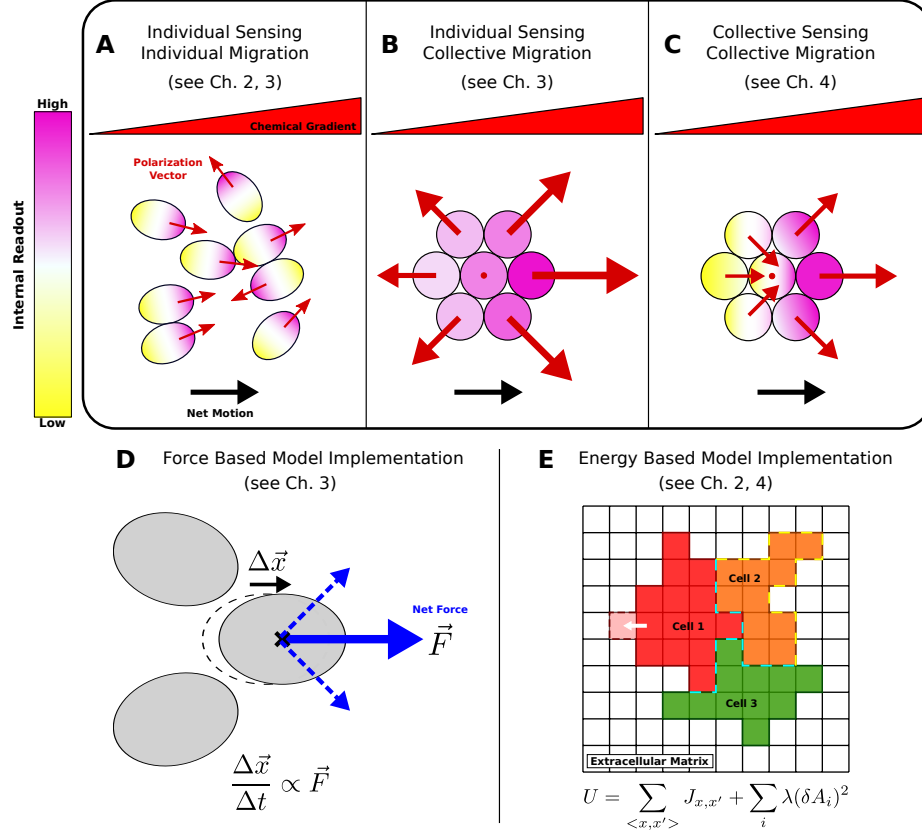 A
Individual Sensing
Individual Migration
(see Ch. 2, 3)
B
Individual Sensing
Collective Migration
(see Ch. 3)
C
Collective Sensing
Collective Migration
(see Ch. 4)
High
Internal Readout
Low
Chemical Gradient
Polarization
Vector
Net Motion
D
Force Based Model Implementation
(see Ch. 3)
Δx⃗
Net Force
F⃗
Δx⃗
Δt
∝ F⃗
E
Energy Based Model Implementation
(see Ch. 2, 4)
Cell 2
Cell 1
Cell 3
Extracellular Matrix
U = ∑ J_{x,x'} + ∑ λ(δA_i)²
<x,x'> i